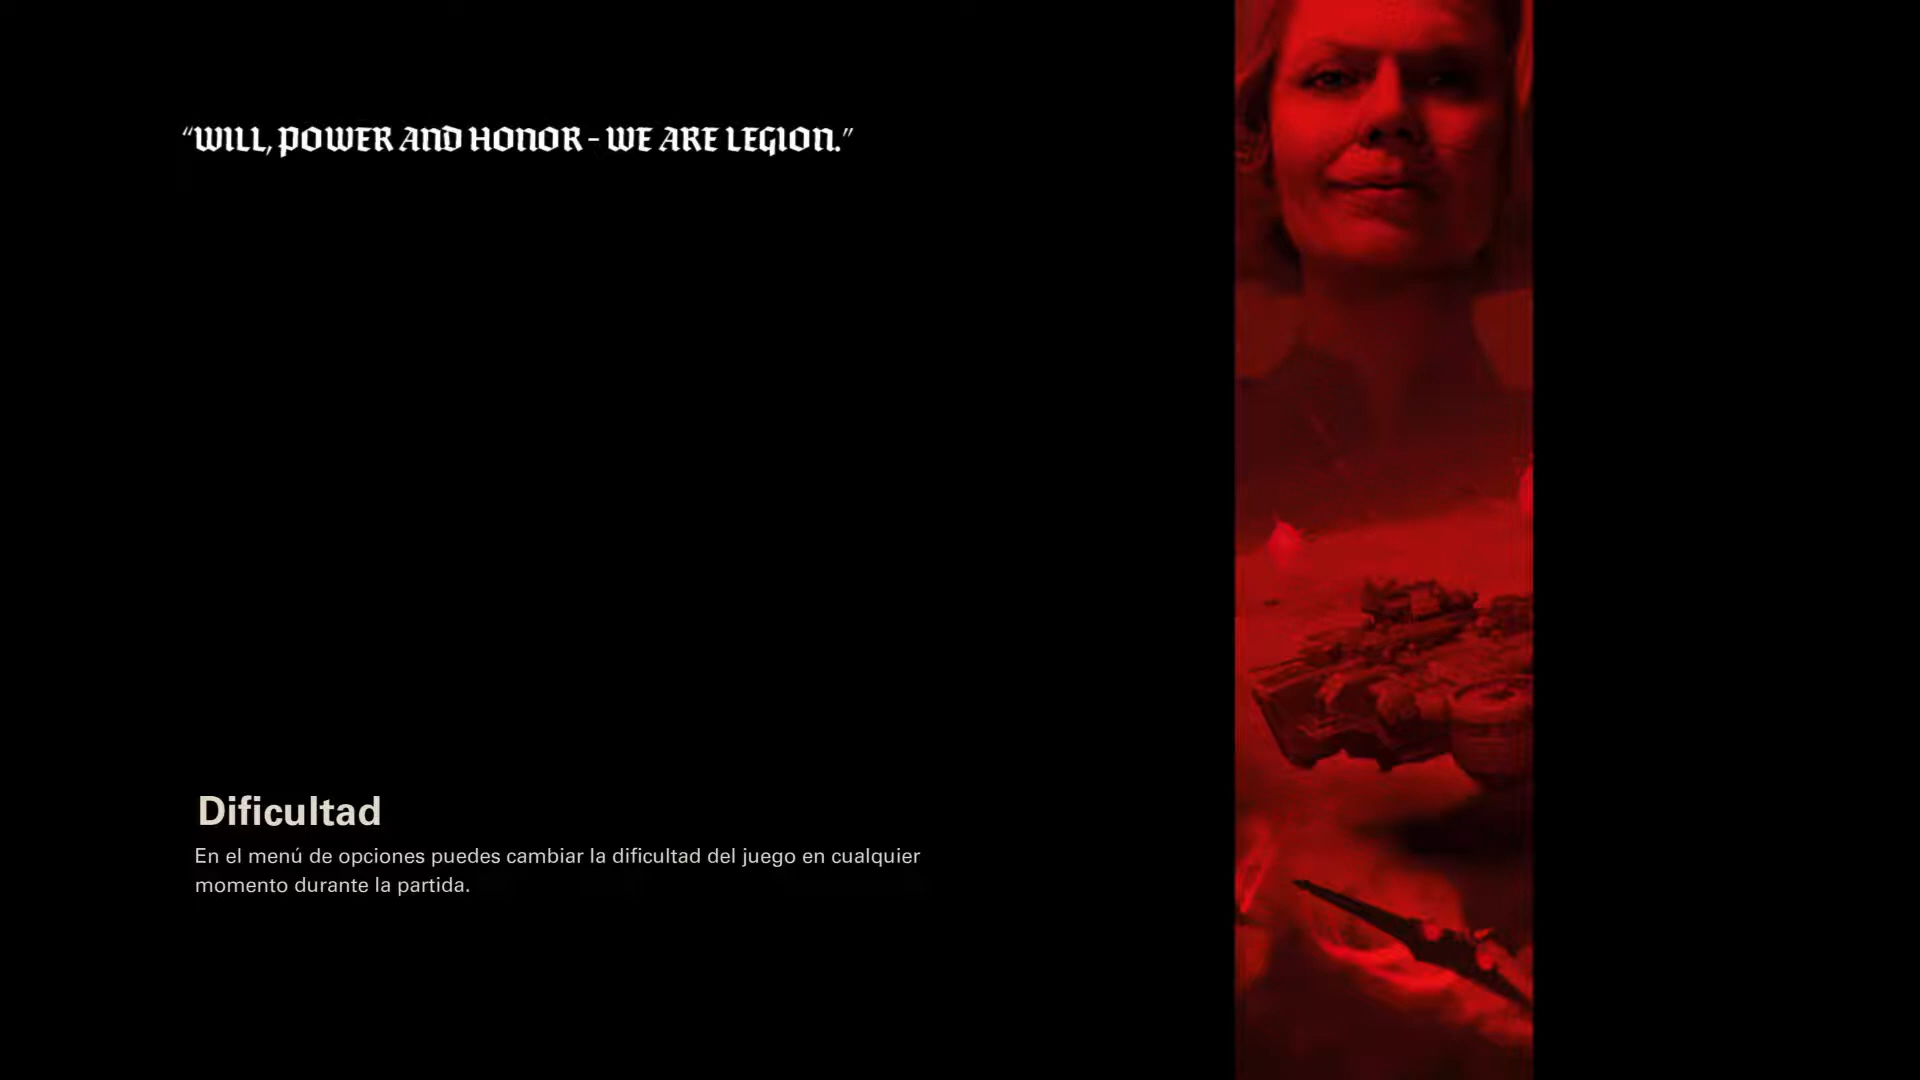 “WILL, POWER AND HONOR – WE ARE LEGION.”
Dificultad
En el menú de opciones puedes cambiar la dificultad del juego en cualquier
momento durante la partida.